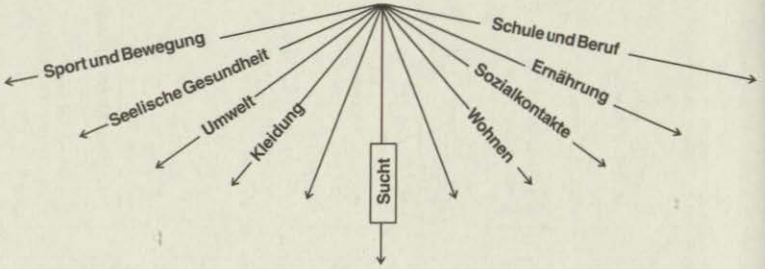 Sport und Bewegung
Seelische Gesundheit
Umwelt
Kleidung
Sucht
Wohnen
Sozialkontakte
Ernährung
Schule und Beruf